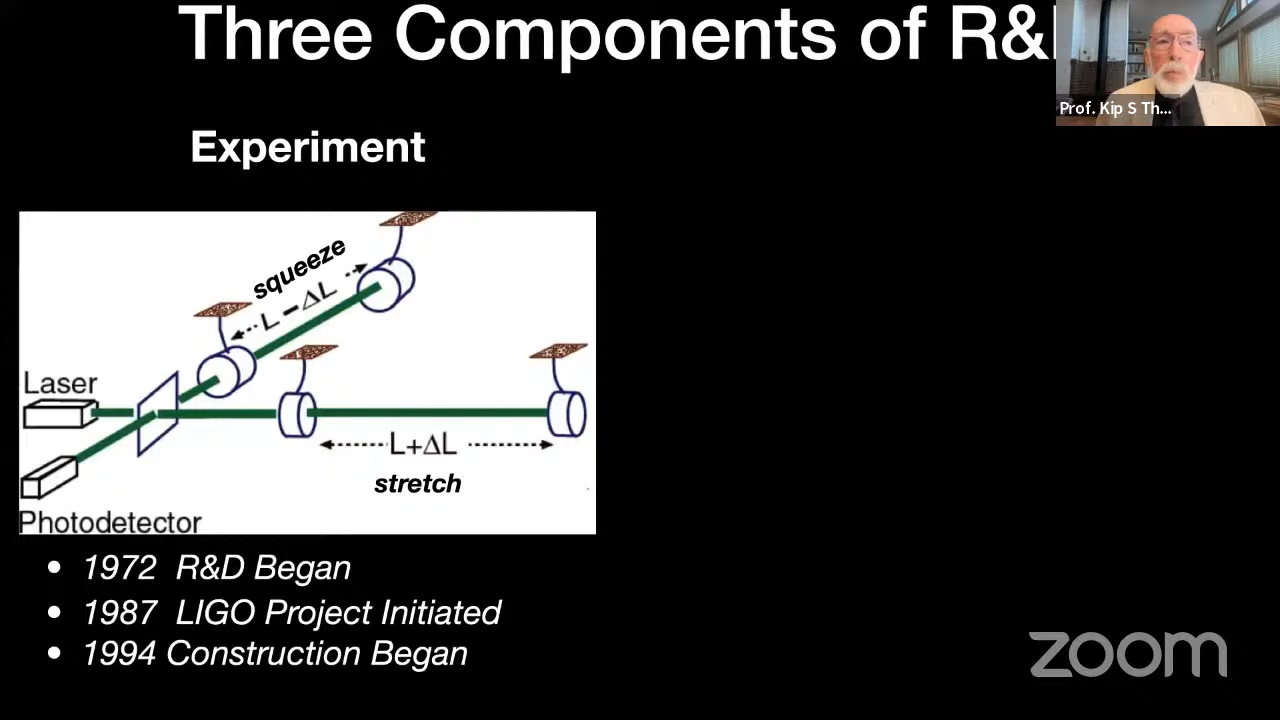 Three Components of R&
Prof. Kip S Th...
Experiment
squeeze
L-ΔL
Laser
L+ΔL
stretch
Photodetector
• 1972 R&D Began
• 1987 LIGO Project Initiated
• 1994 Construction Began
zoom